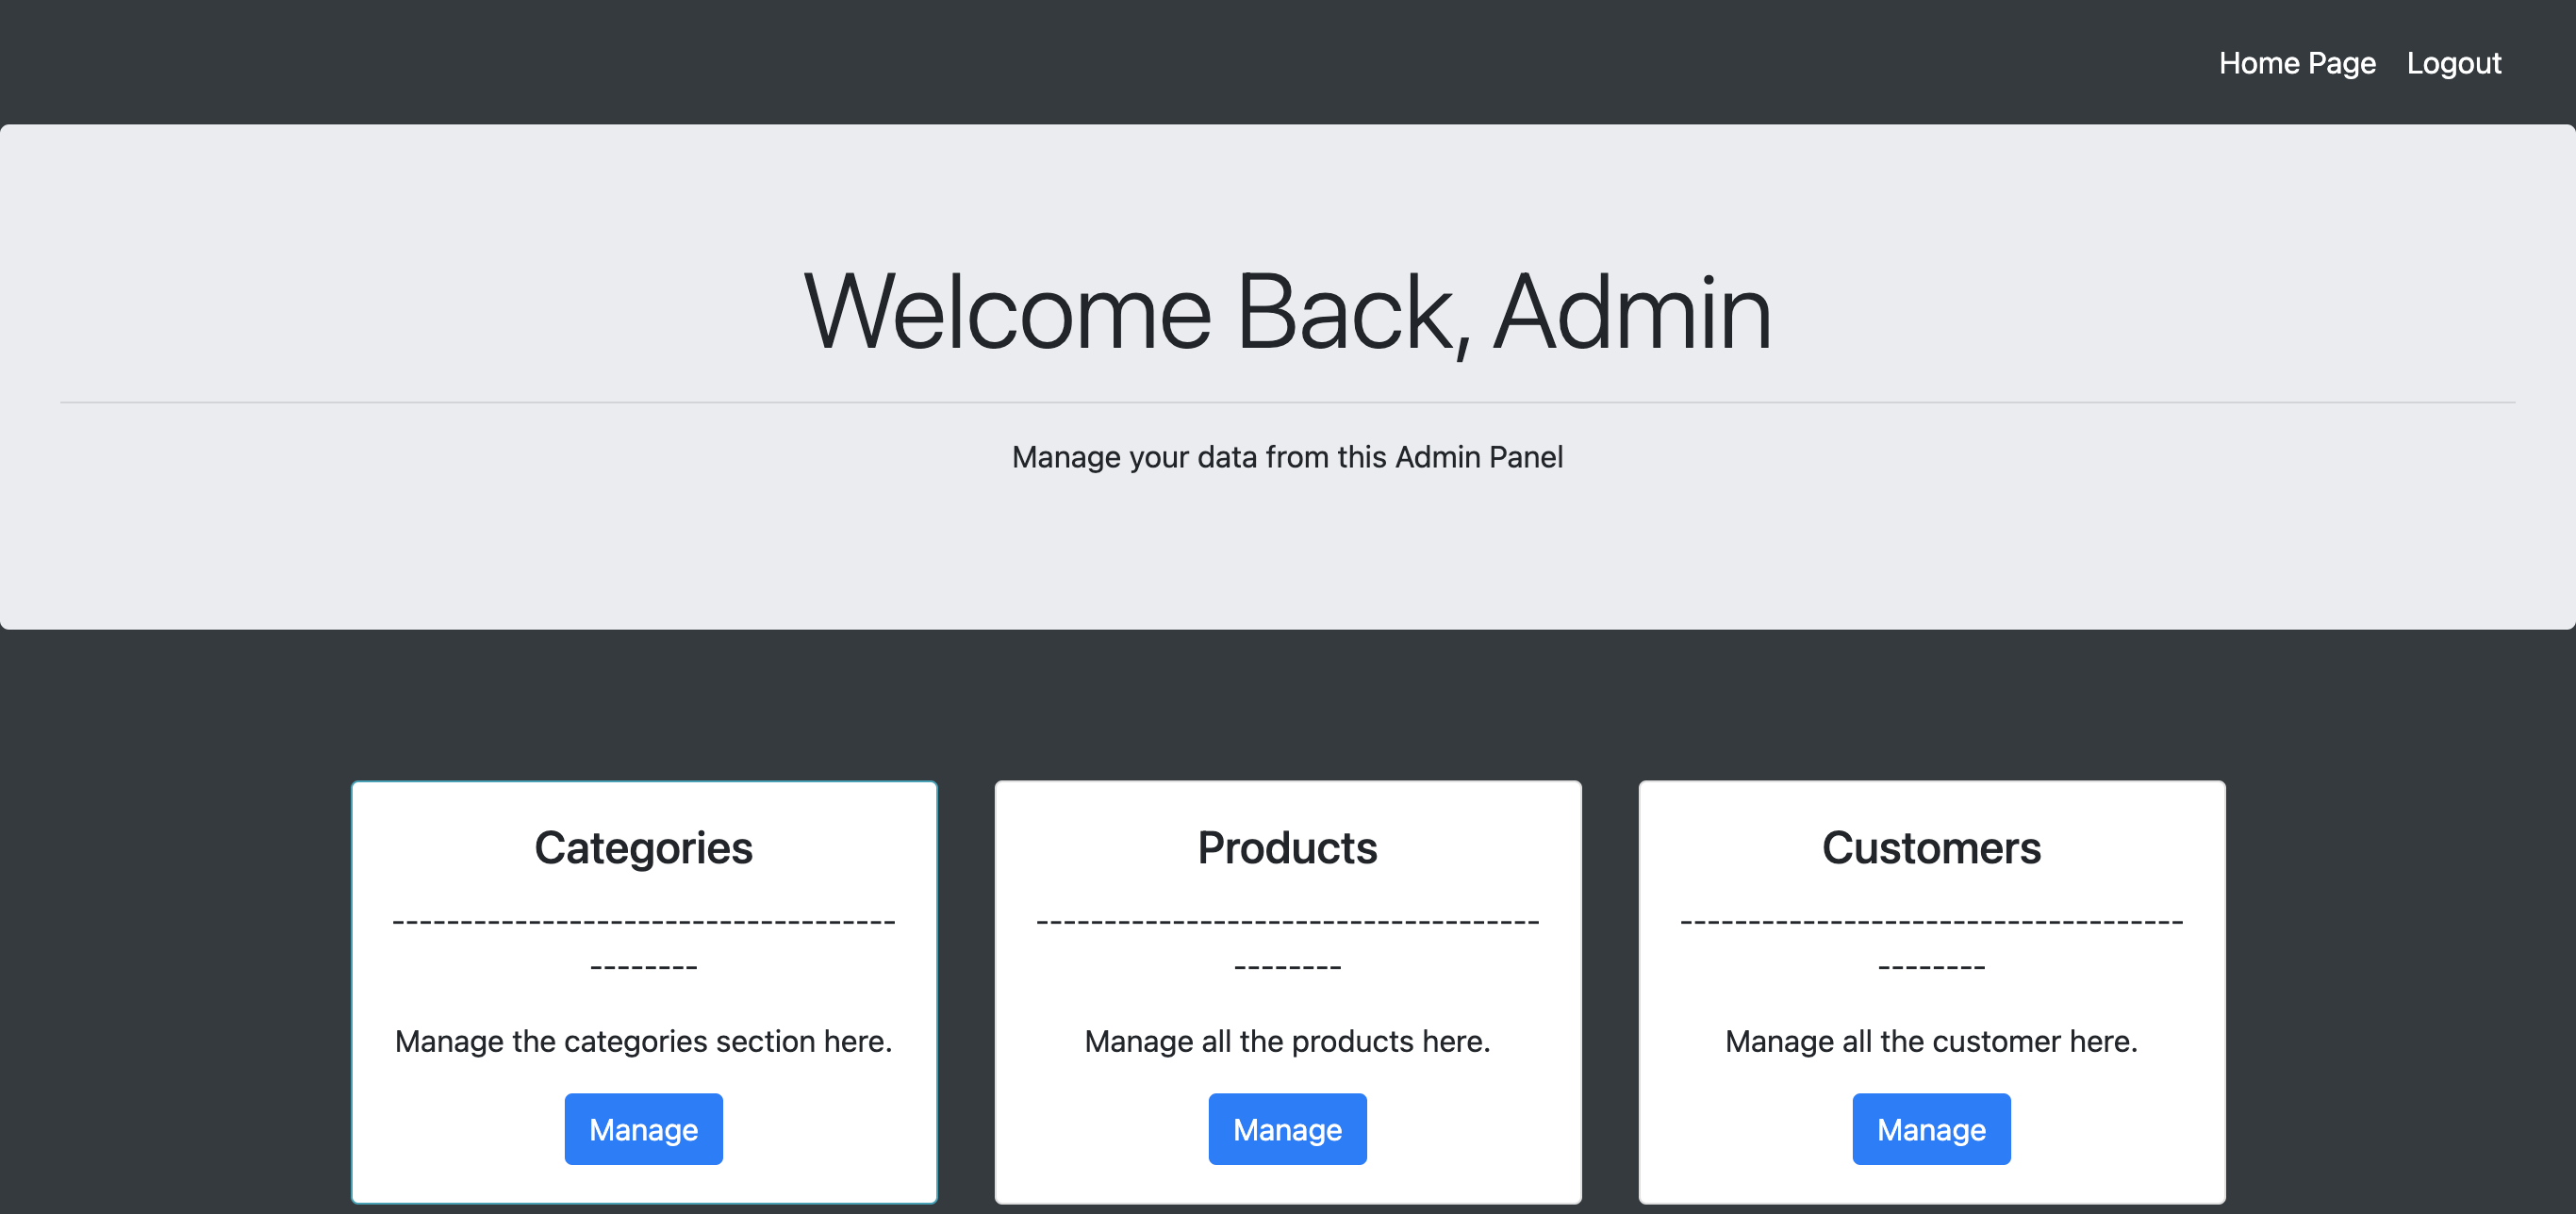 Home Page Logout
Welcome Back, Admin
Manage your data from this Admin Panel
Categories
-------------------------------------
--------
Manage the categories section here.
Manage
Products
-------------------------------------
--------
Manage all the products here.
Manage
Customers
-------------------------------------
--------
Manage all the customer here.
Manage